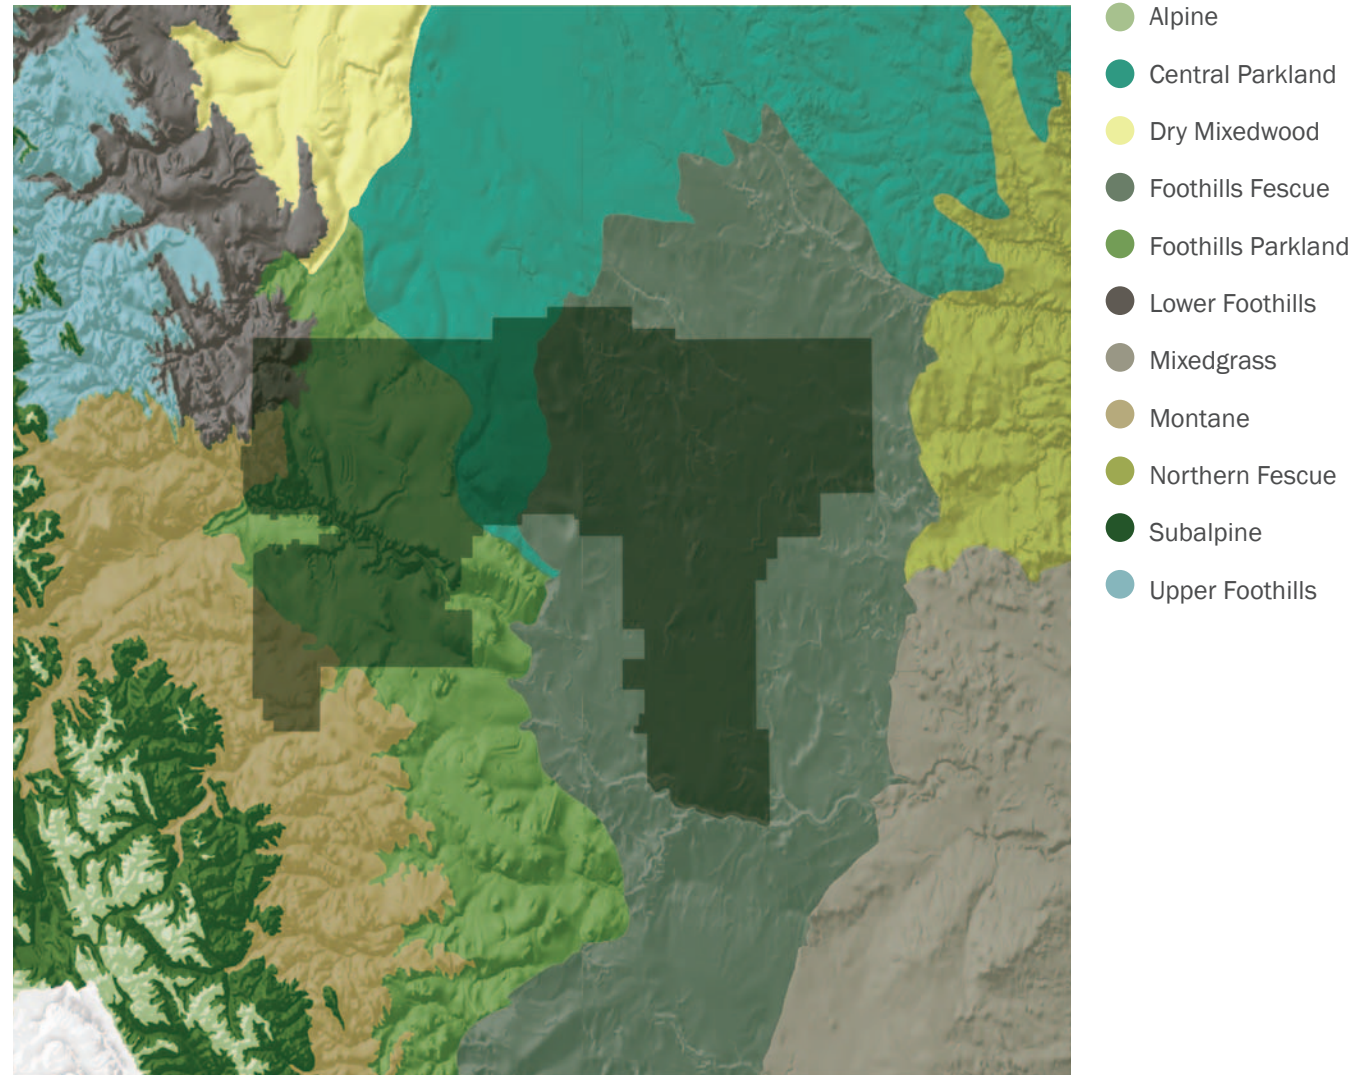 Alpine
Central Parkland
Dry Mixedwood
Foothills Fescue
Foothills Parkland
Lower Foothills
Mixedgrass
Montane
Northern Fescue
Subalpine
Upper Foothills